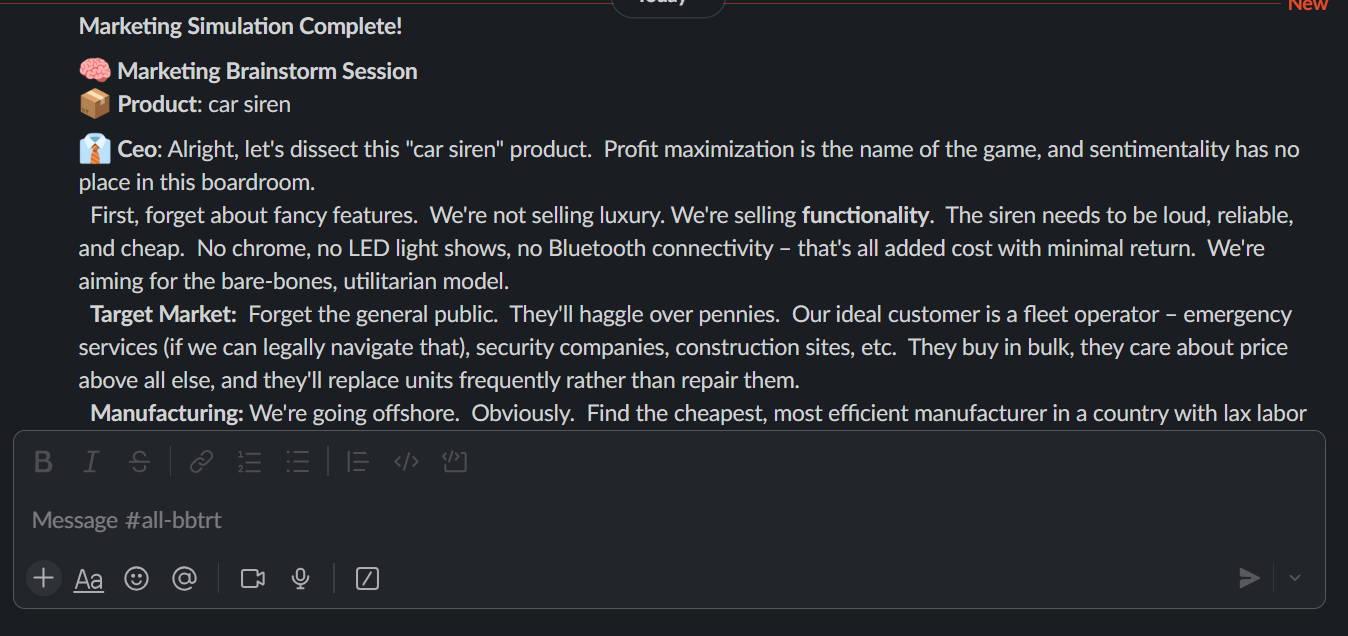 Today
New
Marketing Simulation Complete!
Marketing Brainstorm Session
Product: car siren
Ceo: Alright, let's dissect this "car siren" product. Profit maximization is the name of the game, and sentimentality has no
place in this boardroom.
First, forget about fancy features. We're not selling luxury. We're selling functionality. The siren needs to be loud, reliable,
and cheap. No chrome, no LED light shows, no Bluetooth connectivity – that's all added cost with minimal return. We're
aiming for the bare-bones, utilitarian model.
Target Market: Forget the general public. They'll haggle over pennies. Our ideal customer is a fleet operator – emergency
services (if we can legally navigate that), security companies, construction sites, etc. They buy in bulk, they care about price
above all else, and they'll replace units frequently rather than repair them.
Manufacturing: We're going offshore. Obviously. Find the cheapest, most efficient manufacturer in a country with lax labor
Message #all-bbtrt